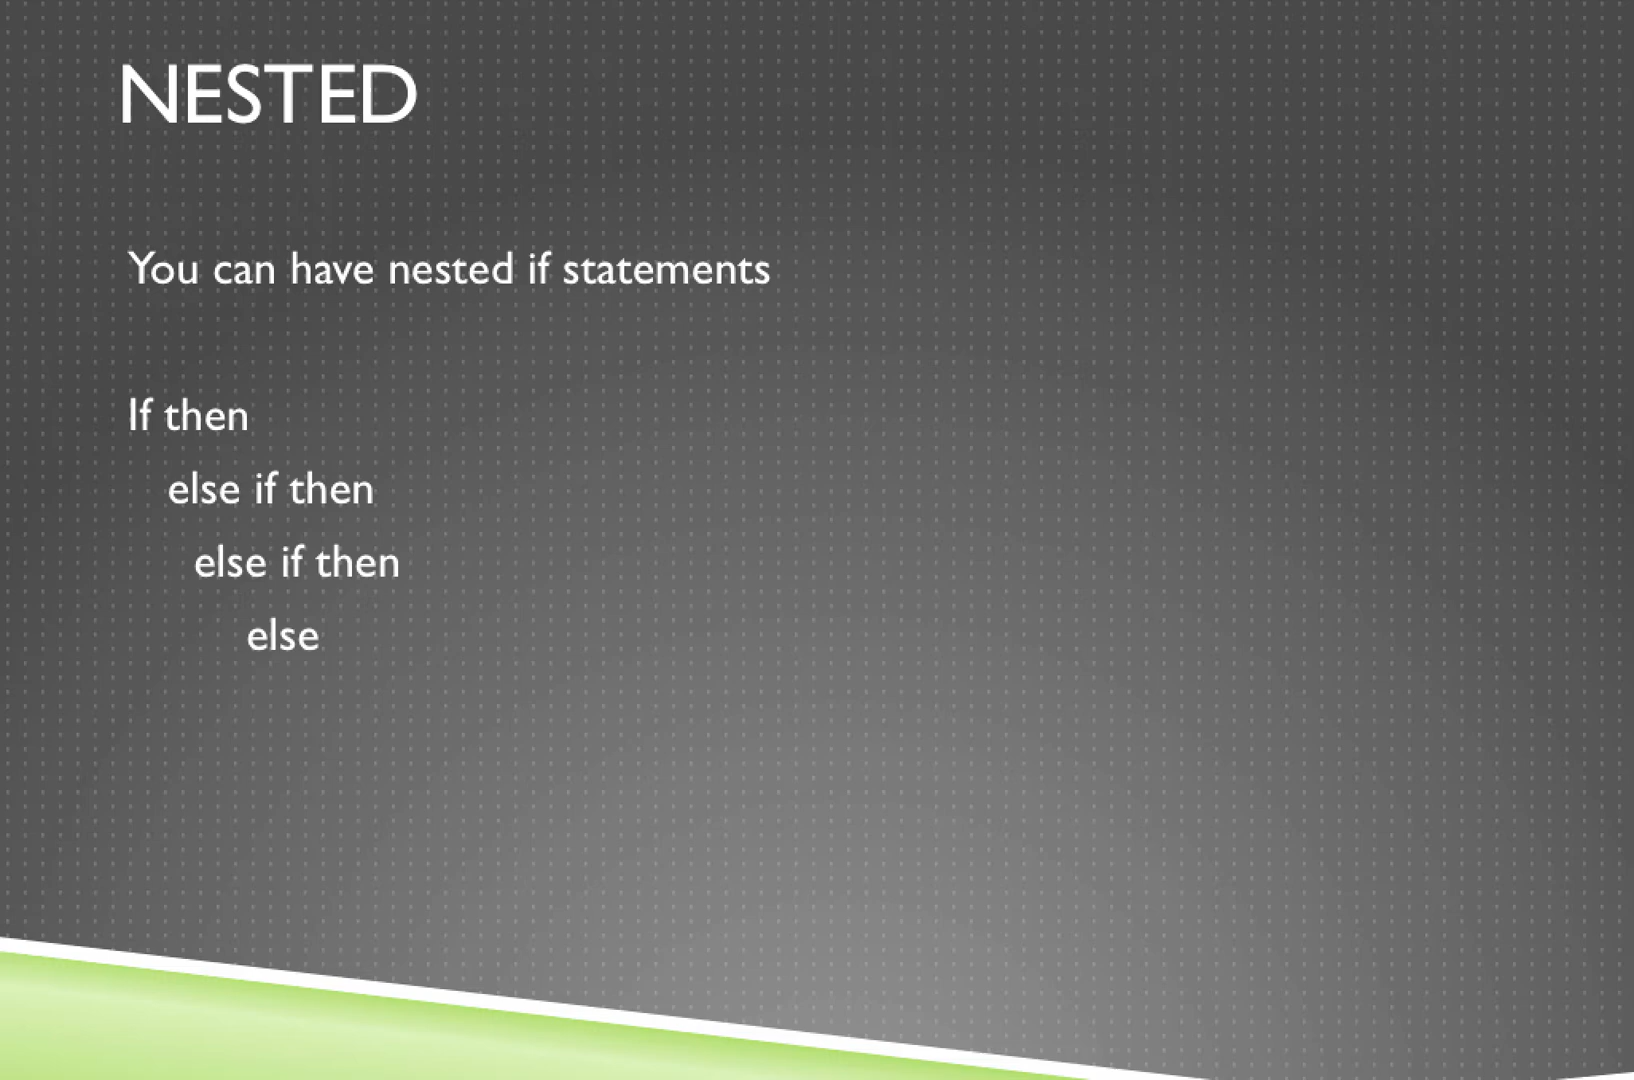 NESTED
You can have nested if statements
If then
else if then
else if then
else